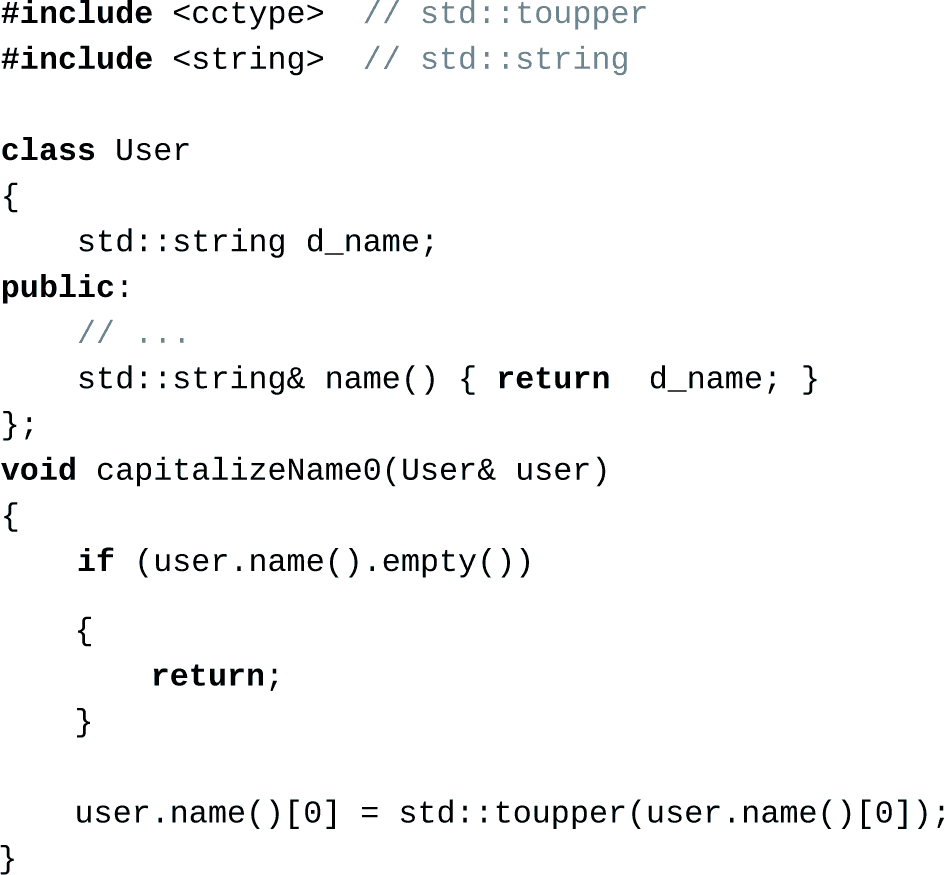 #include <cctype>  // std::toupper
#include <string>  // std::string
class User
{
    std::string d_name;
public:
    // ...
    std::string& name() { return  d_name; }
};
void capitalizeName0(User& user)
{
    if (user.name().empty())
    {
        return;
    }
    user.name()[0] = std::toupper(user.name()[0]);
}